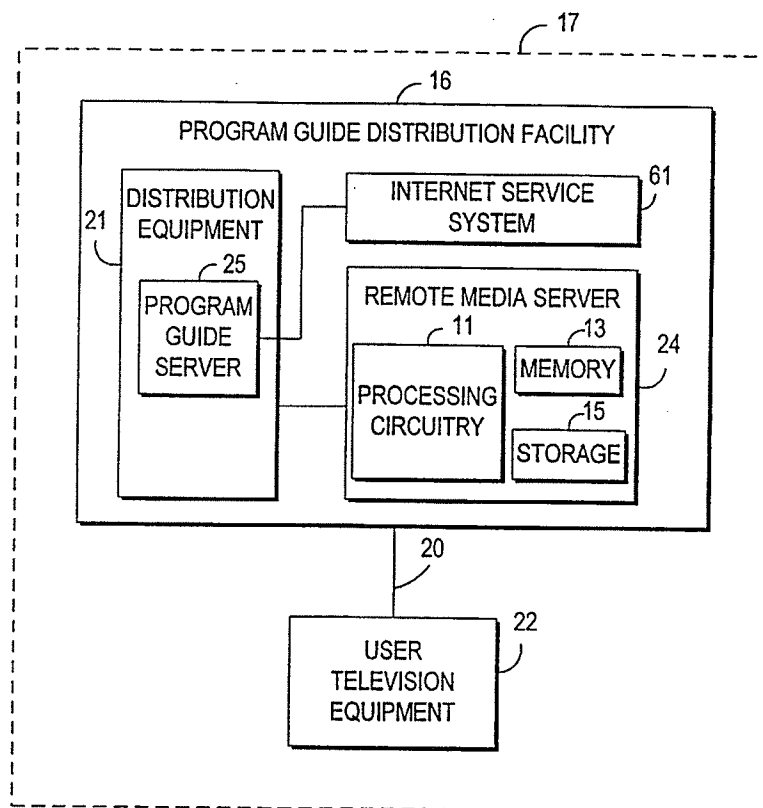 17
16
PROGRAM GUIDE DISTRIBUTION FACILITY
DISTRIBUTION
EQUIPMENT
21
25
PROGRAM
GUIDE
SERVER
INTERNET SERVICE
SYSTEM
61
REMOTE MEDIA SERVER
11
PROCESSING
CIRCUITRY
13
MEMORY
24
15
STORAGE
20
22
USER
TELEVISION
EQUIPMENT